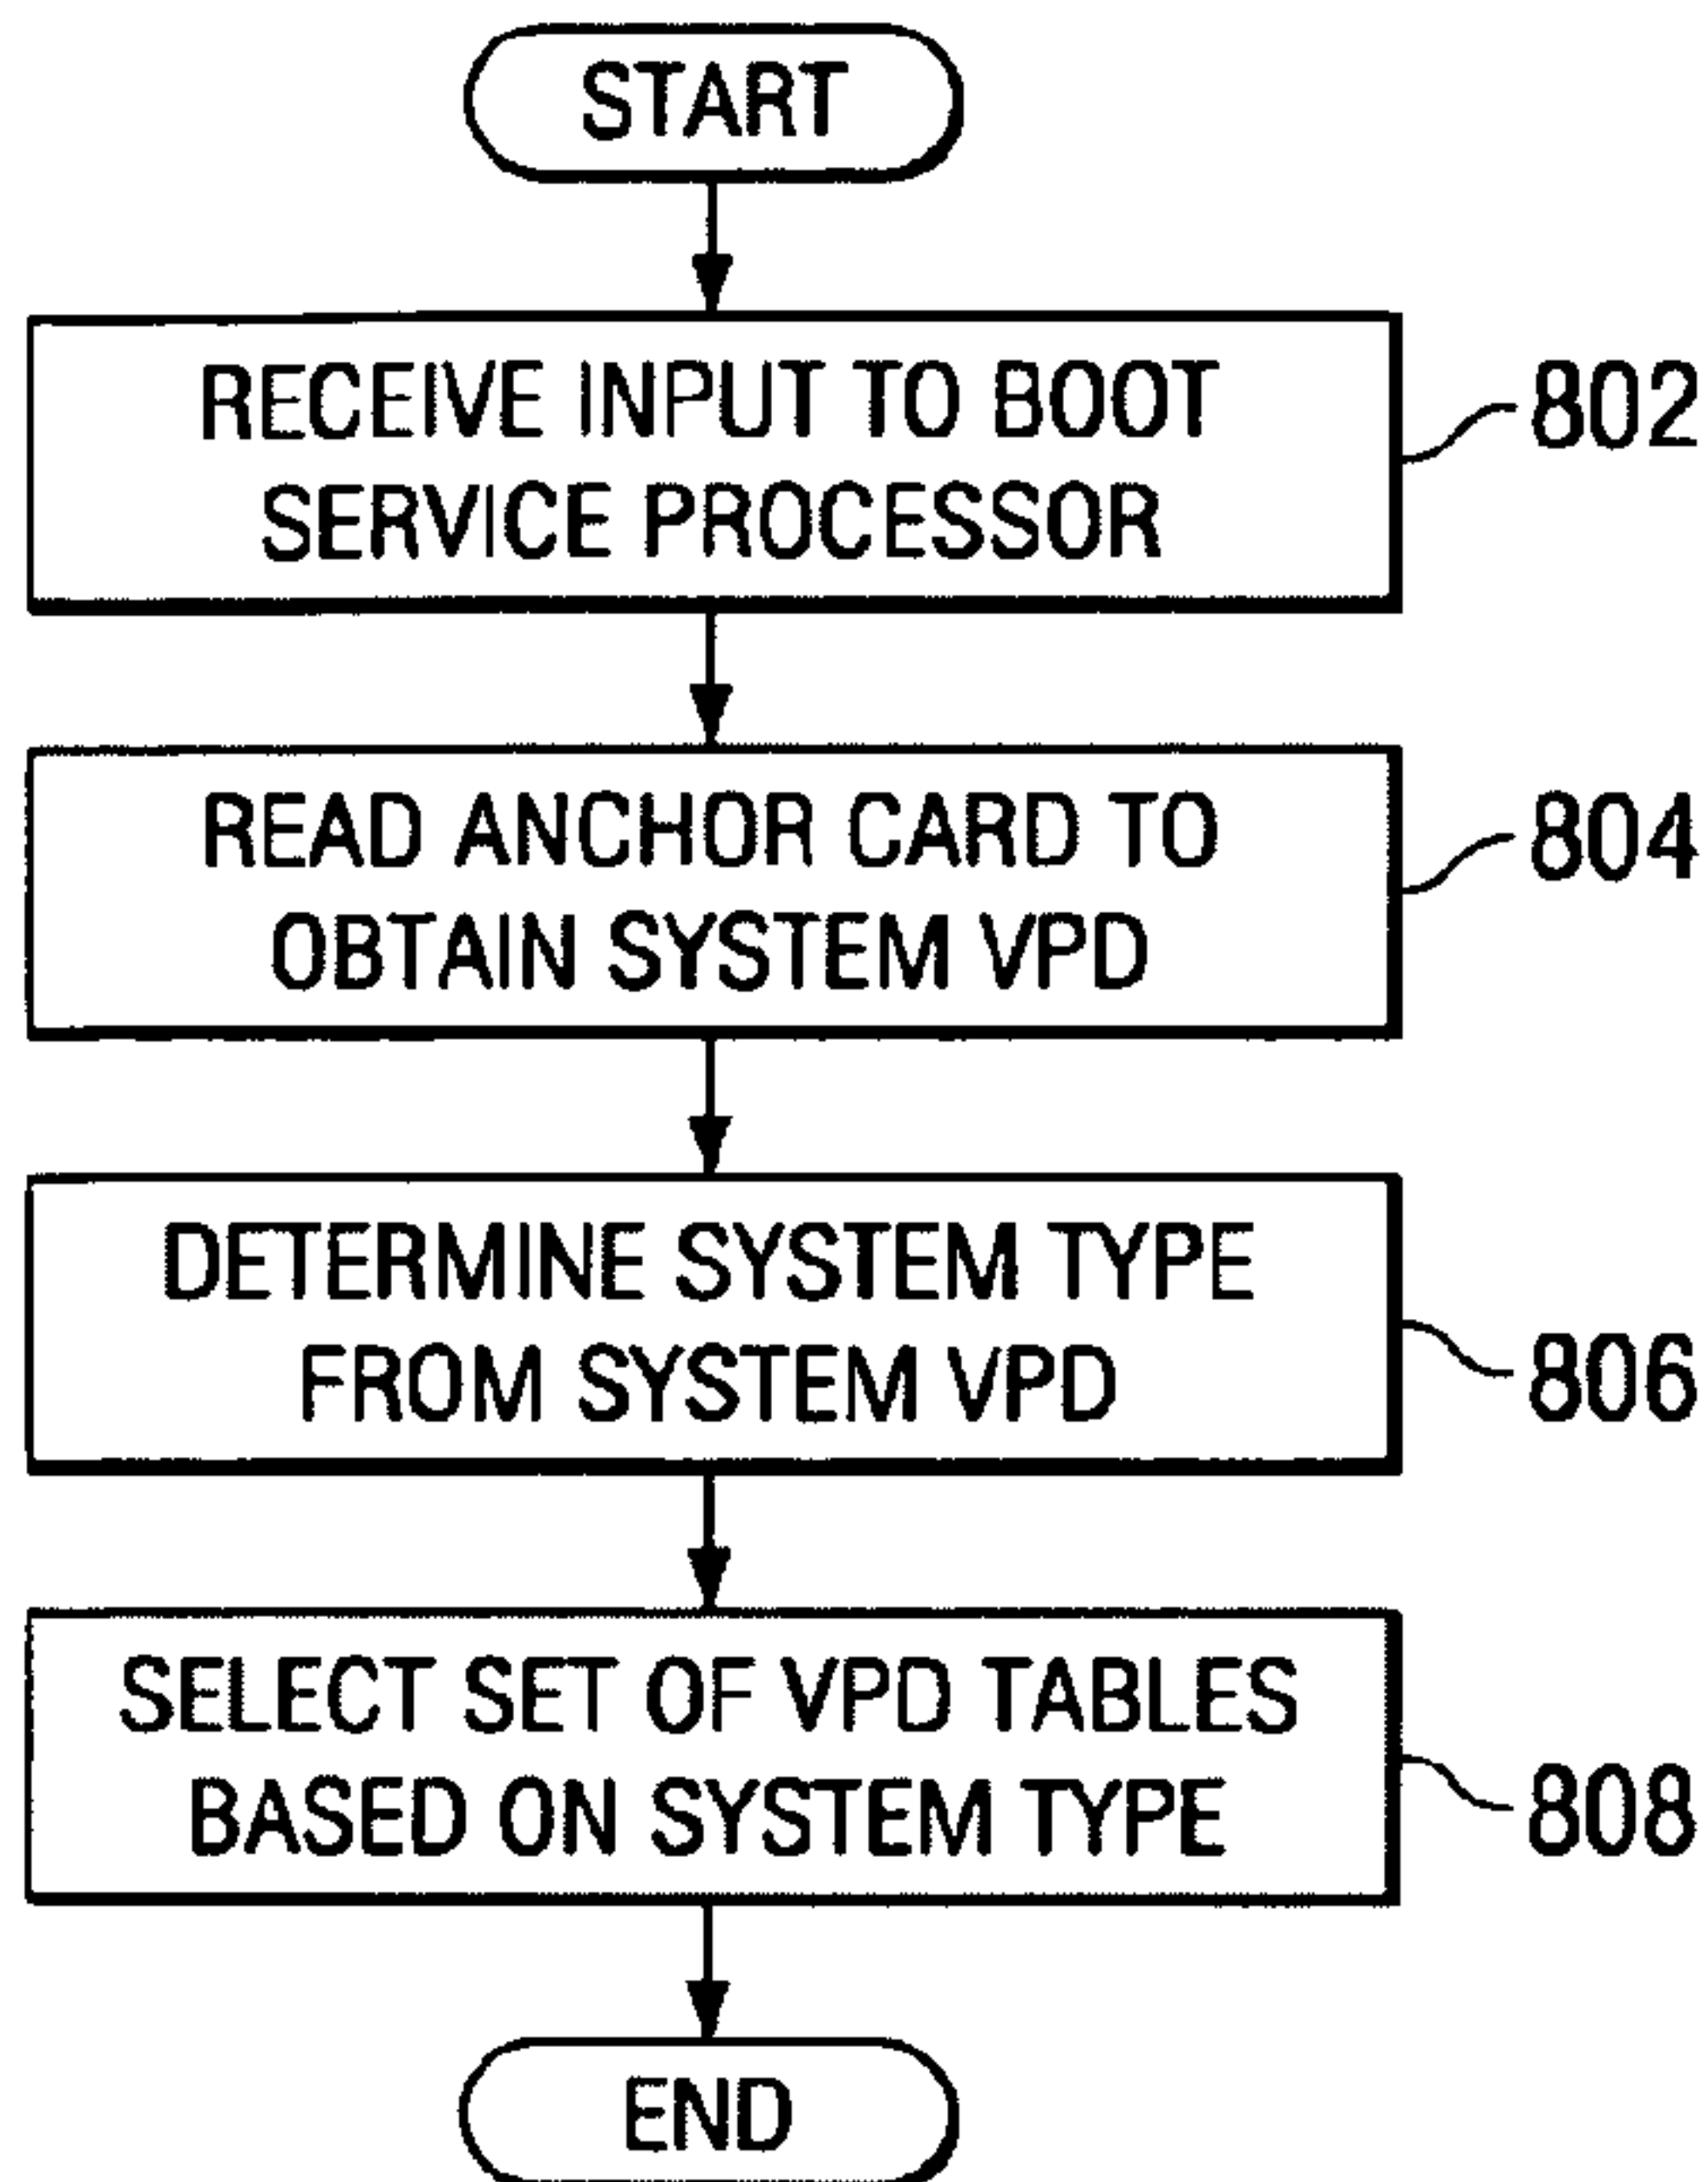 START
RECEIVE INPUT TO BOOT
SERVICE PROCESSOR
802
READ ANCHOR CARD TO
OBTAIN SYSTEM VPD
804
DETERMINE SYSTEM TYPE
FROM SYSTEM VPD
806
SELECT SET OF VPD TABLES
BASED ON SYSTEM TYPE
808
END